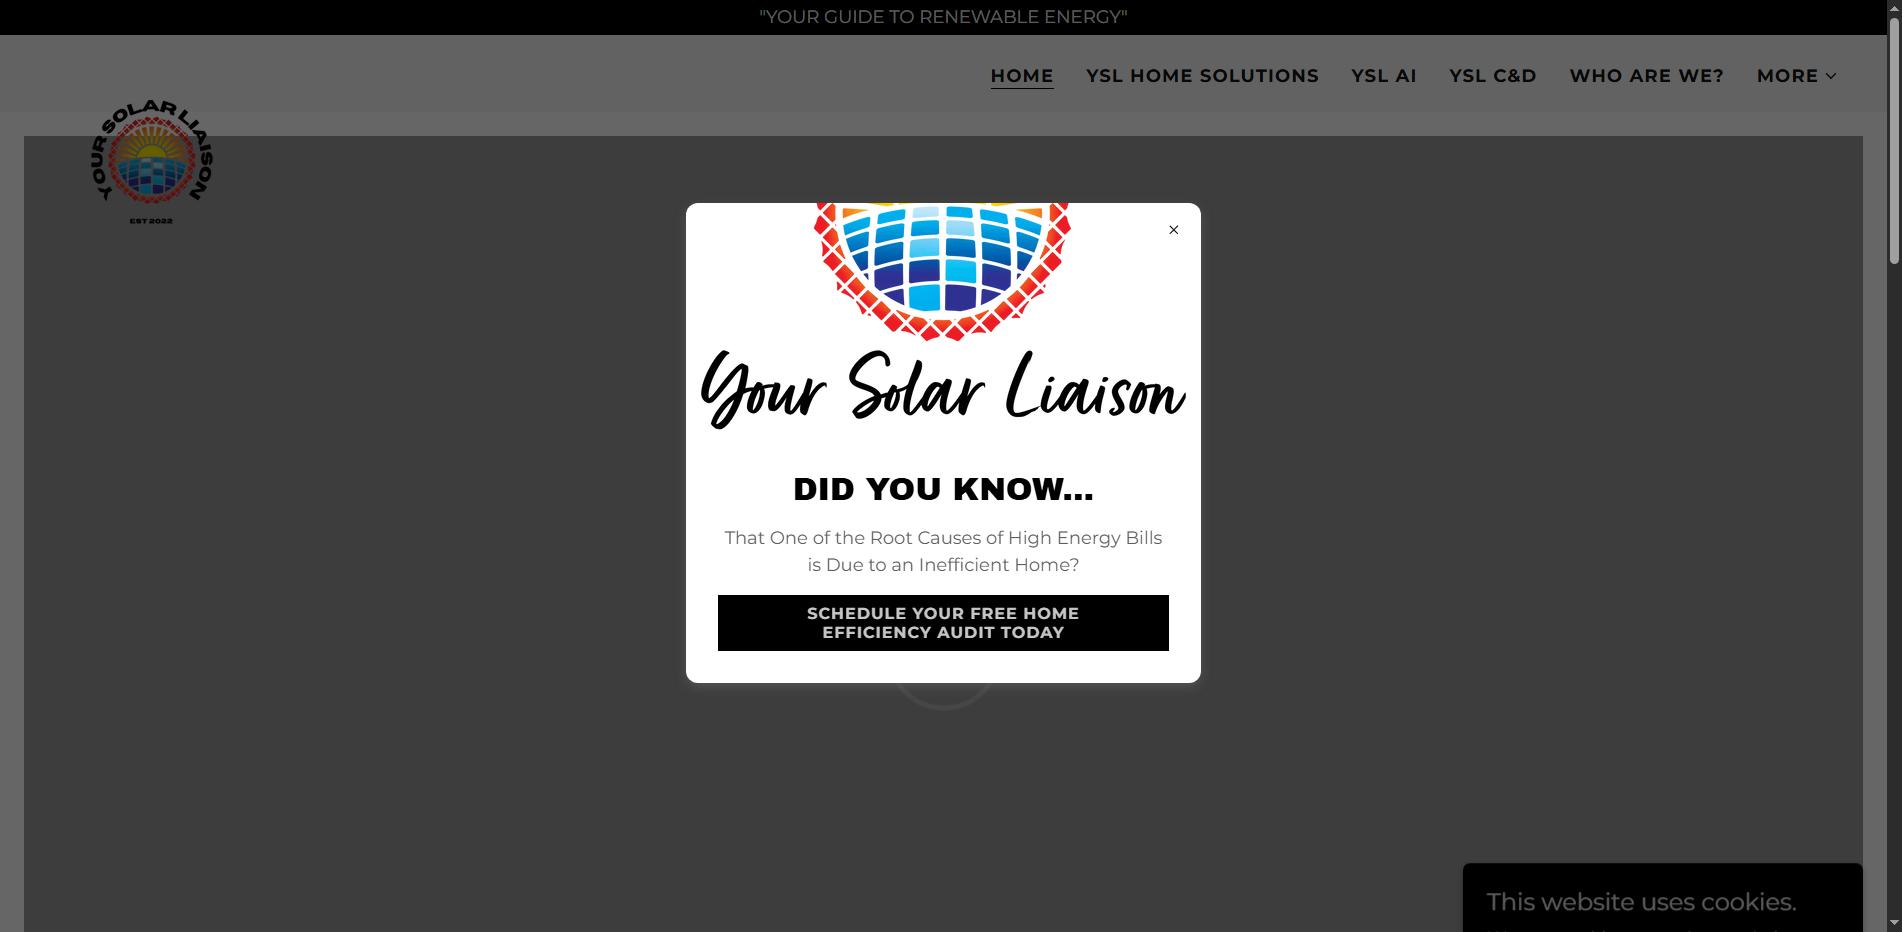 "YOUR GUIDE TO RENEWABLE ENERGY"
HOME YSL HOME SOLUTIONS YSL AI YSL C&D WHO ARE WE? MORE
YOUR SOLAR LIAISON
EST 2022
Your Solar Liaison
DID YOU KNOW...
That One of the Root Causes of High Energy Bills
is Due to an Inefficient Home?
SCHEDULE YOUR FREE HOME
EFFICIENCY AUDIT TODAY
This website uses cookies.